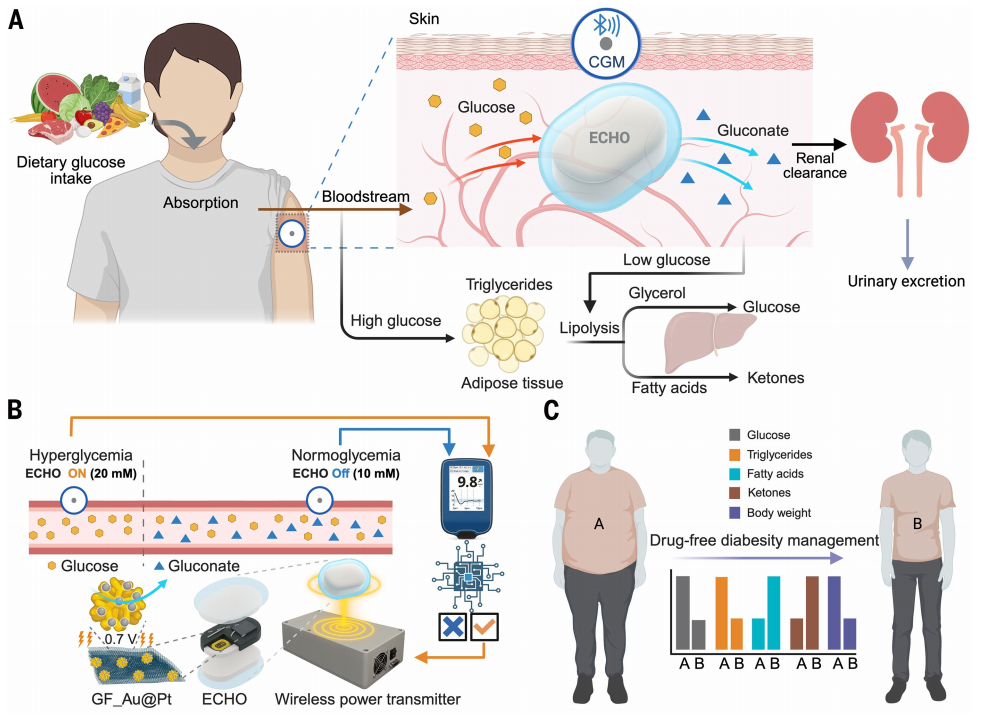 A
Skin
CGM
Dietary glucose
intake
Absorption
Bloodstream
Glucose
ECHO
Gluconate
Renal
clearance
Urinary excretion
High glucose
Triglycerides
Adipose tissue
Low glucose
Lipolysis
Glycerol
Glucose
Fatty acids
Ketones
B
Hyperglycemia
ECHO ON (20 mM)
Normoglycemia
ECHO Off (10 mM)
9.8
Glucose
Gluconate
0.7 V
GF_Au@Pt
ECHO
Wireless power transmitter
C
Glucose
Triglycerides
Fatty acids
Ketones
Body weight
A
Drug-free diabesity management
B
A B A B A B A B A B